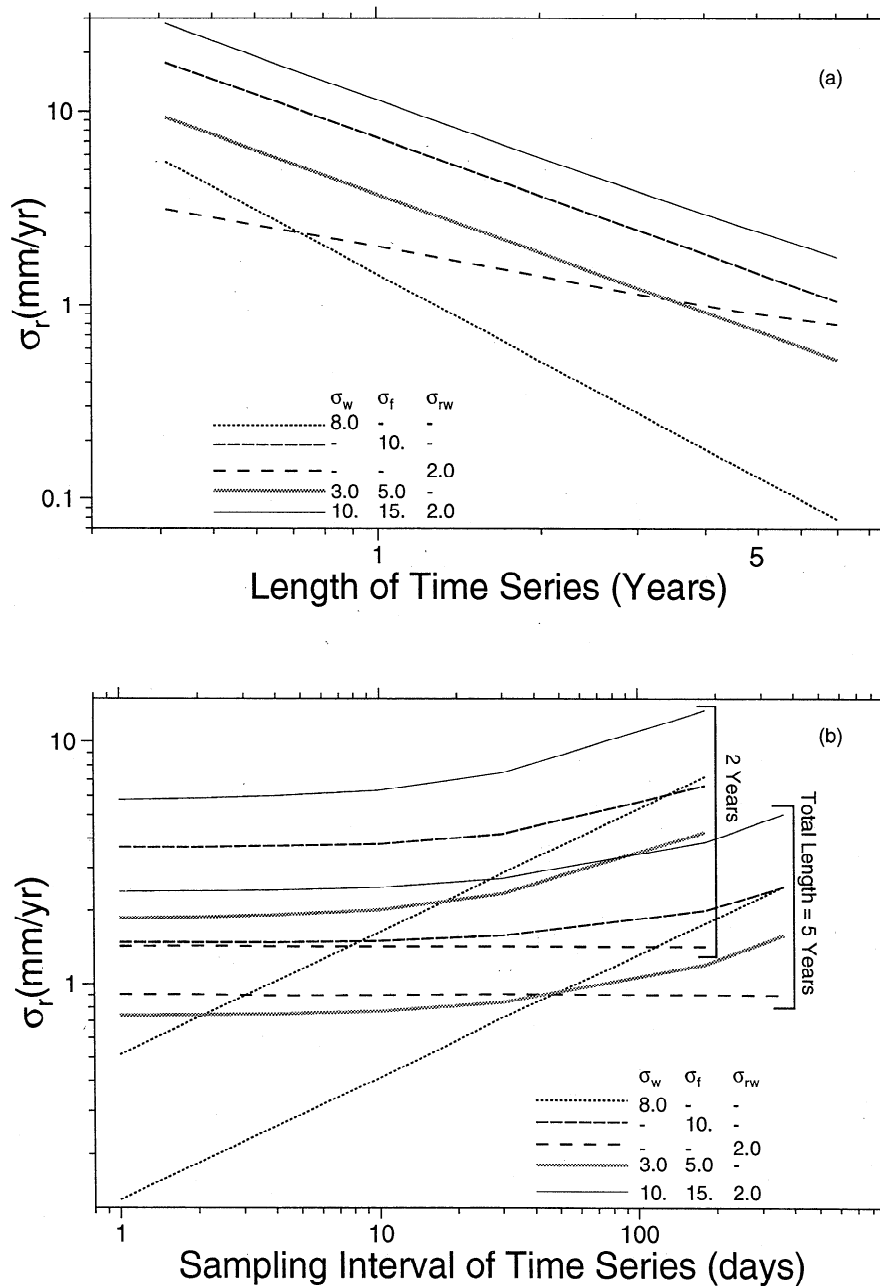 (a)
10
1
0.1
σr(mm/yr)
σw σf σrw
8.0 - -
- 10. -
- - 2.0
3.0 5.0 -
10. 15. 2.0
1 5
Length of Time Series (Years)
(b)
10
1
σr(mm/yr)
2 Years
Total Length = 5 Years
σw σf σrw
8.0 - -
- 10. -
- - 2.0
3.0 5.0 -
10. 15. 2.0
1 10 100
Sampling Interval of Time Series (days)